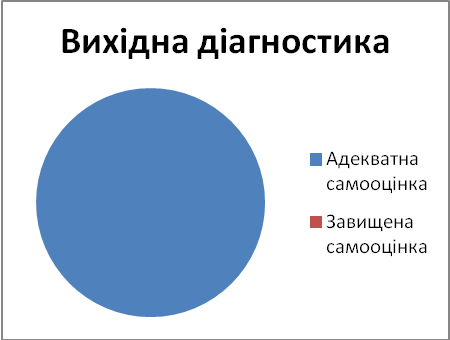 Вихідна діагностика
Адекватна
самооцінка
Завищена
самооцінка